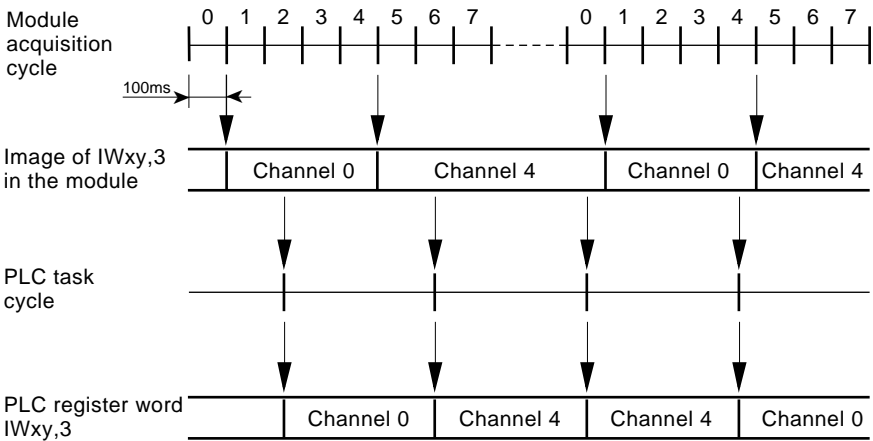 Module
acquisition
cycle
0 1 2 3 4 5 6 7 0 1 2 3 4 5 6 7
100ms
Image of IWxy,3
in the module
Channel 0 Channel 4 Channel 0 Channel 4
PLC task
cycle
PLC register word
IWxy,3
Channel 0 Channel 4 Channel 4 Channel 0